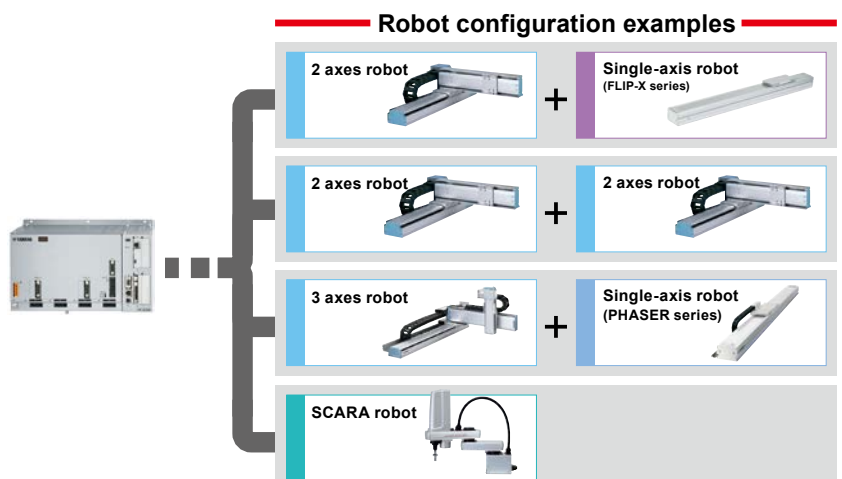 Robot configuration examples
2 axes robot
+
Single-axis robot
(FLIP-X series)
2 axes robot
+
2 axes robot
3 axes robot
+
Single-axis robot
(PHASER series)
SCARA robot
YAMAHA